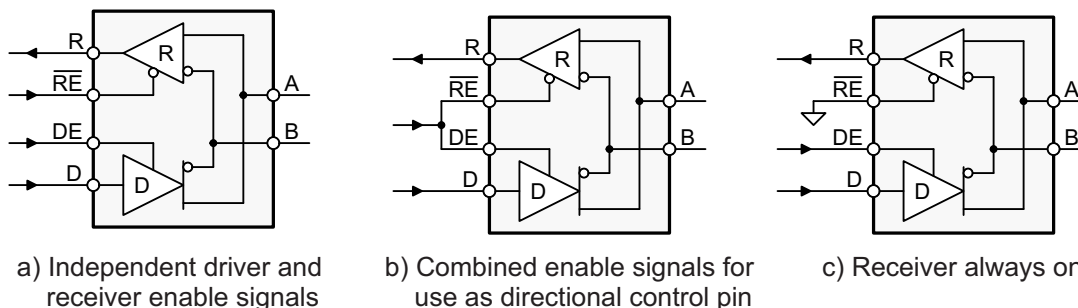 R
R
RE
A
DE
B
D
D
a) Independent driver and
receiver enable signals
R
R
RE
A
DE
B
D
D
b) Combined enable signals for
use as directional control pin
R
R
RE
A
DE
B
D
D
c) Receiver always on